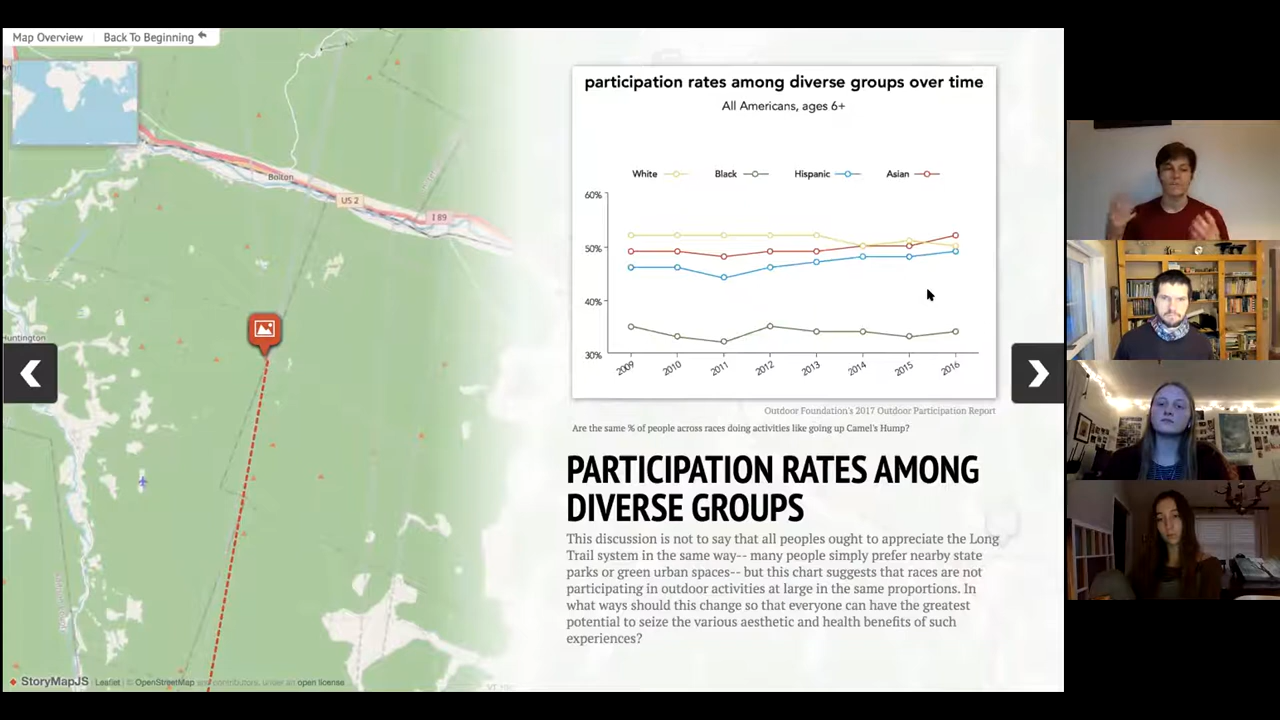 Map Overview
Back To Beginning
Bolton
US 2
I 89
Huntington
participation rates among diverse groups over time
All Americans, ages 6+
White
Black
Hispanic
Asian
60%
50%
40%
30%
2009
2010
2011
2012
2013
2014
2015
2016
Outdoor Foundation's 2017 Outdoor Participation Report
Are the same % of people across races doing activities like going up Camel's Hump?
PARTICIPATION RATES AMONG
DIVERSE GROUPS
This discussion is not to say that all peoples ought to appreciate the Long
Trail system in the same way-- many people simply prefer nearby state
parks or green urban spaces-- but this chart suggests that races are not
participating in outdoor activities at large in the same proportions. In
what ways should this change so that everyone can have the greatest
potential to seize the various aesthetic and health benefits of such
experiences?
StoryMapJS
Leaflet | © OpenStreetMap and contributors, under an open license